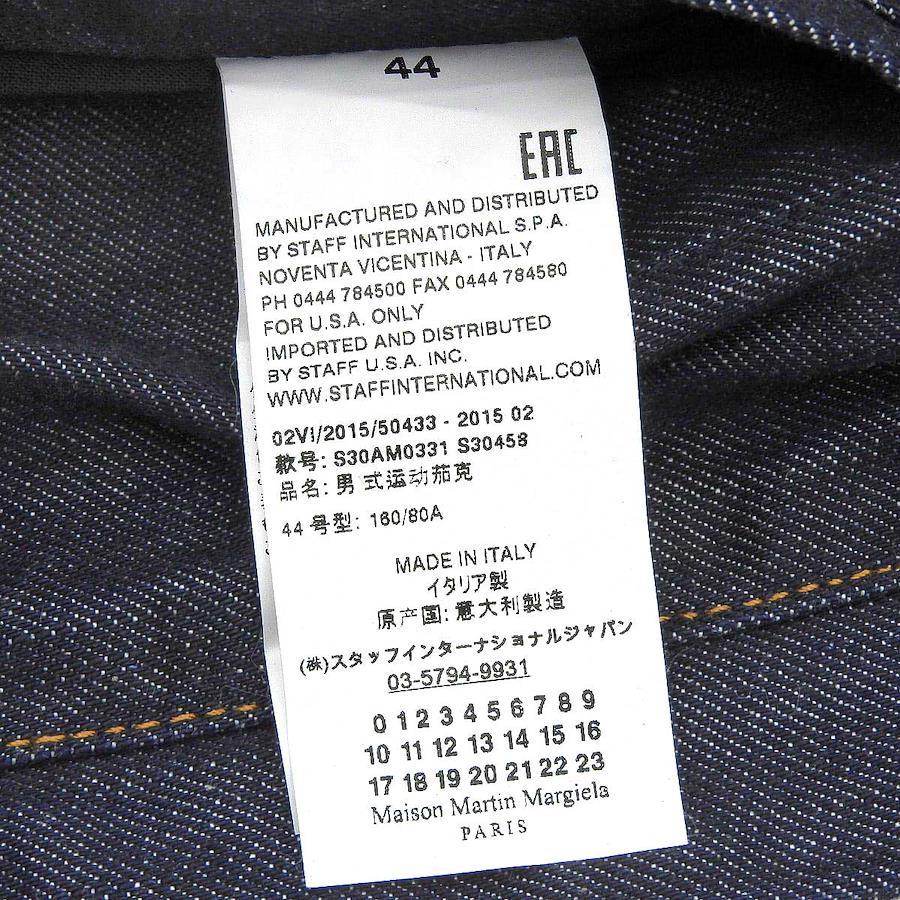 44
EAC
MANUFACTURED AND DISTRIBUTED
BY STAFF INTERNATIONAL S.P.A.
NOVENTA VICENTINA - ITALY
PH 0444 784500 FAX 0444 784580
FOR U.S.A. ONLY
IMPORTED AND DISTRIBUTED
BY STAFF U.S.A. INC.
WWW.STAFFINTERNATIONAL.COM
02VI/2015/50433 - 2015 02
款号: S30AM0331 S30458
品名: 男 式运动茄克
44 号型: 160/80A
MADE IN ITALY
イタリア製
原产国: 意大利製造
(株)スタッフインターナショナルジャパン
03-5794-9931
0 1 2 3 4 5 6 7 8 9
10 11 12 13 14 15 16
17 18 19 20 21 22 23
Maison Martin Margiela
PARIS